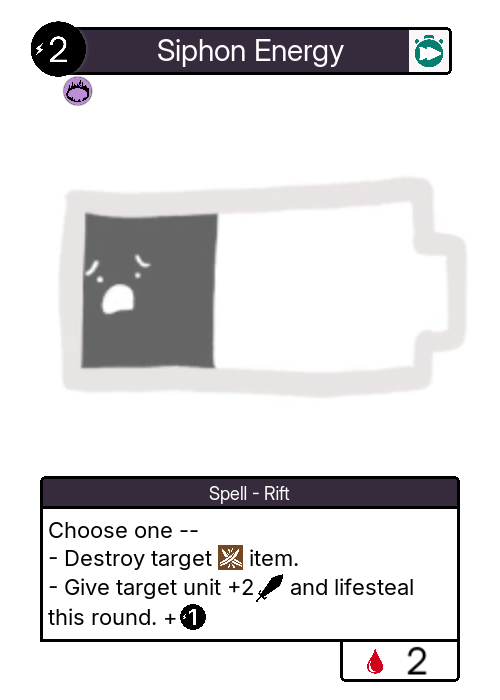 2
Siphon Energy
Spell - Rift
Choose one --
- Destroy target item.
- Give target unit +2 and lifesteal
this round. + 1
2